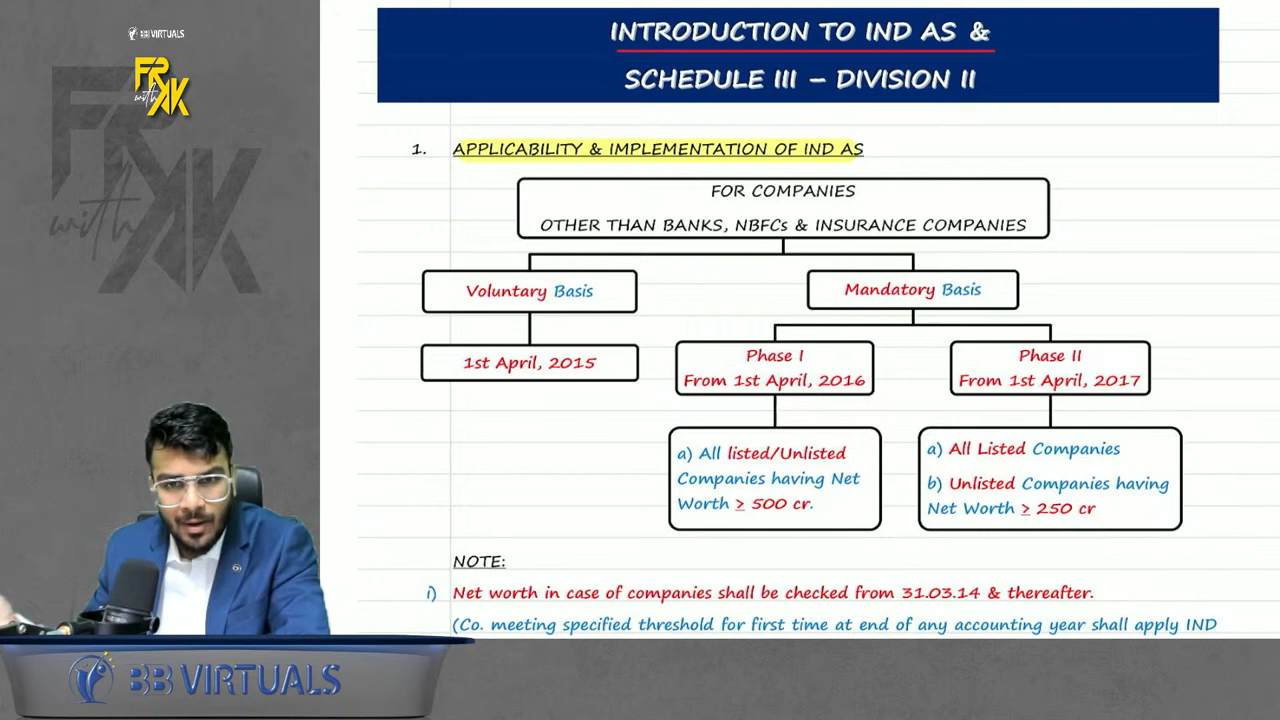 BB VIRTUALS
FR
with
AK
FR
with
AK
INTRODUCTION TO IND AS &
SCHEDULE III – DIVISION II
1. APPLICABILITY & IMPLEMENTATION OF IND AS
FOR COMPANIES
OTHER THAN BANKS, NBFCs & INSURANCE COMPANIES
Voluntary Basis
Mandatory Basis
1st April, 2015
Phase I
From 1st April, 2016
Phase II
From 1st April, 2017
a) All listed/Unlisted
Companies having Net
Worth ≥ 500 cr.
a) All Listed Companies
b) Unlisted Companies having
Net Worth ≥ 250 cr
NOTE:
i) Net worth in case of companies shall be checked from 31.03.14 & thereafter.
(Co. meeting specified threshold for first time at end of any accounting year shall apply IND
BB VIRTUALS